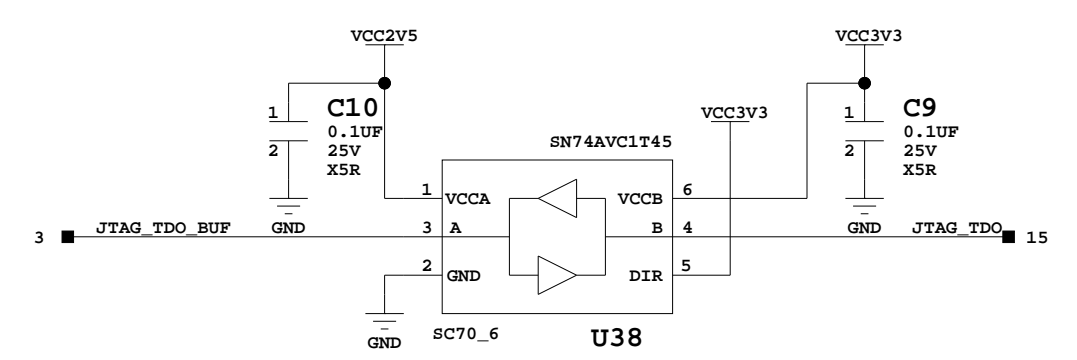 VCC2V5
VCC3V3
1
C10
0.1UF
2
25V
X5R
GND
VCC3V3
1
C9
0.1UF
2
25V
X5R
GND
SN74AVC1T45
1
VCCA
VCCB
6
3
JTAG_TDO_BUF
3
A
B
4
JTAG_TDO
15
2
GND
DIR
5
GND
SC70_6
U38